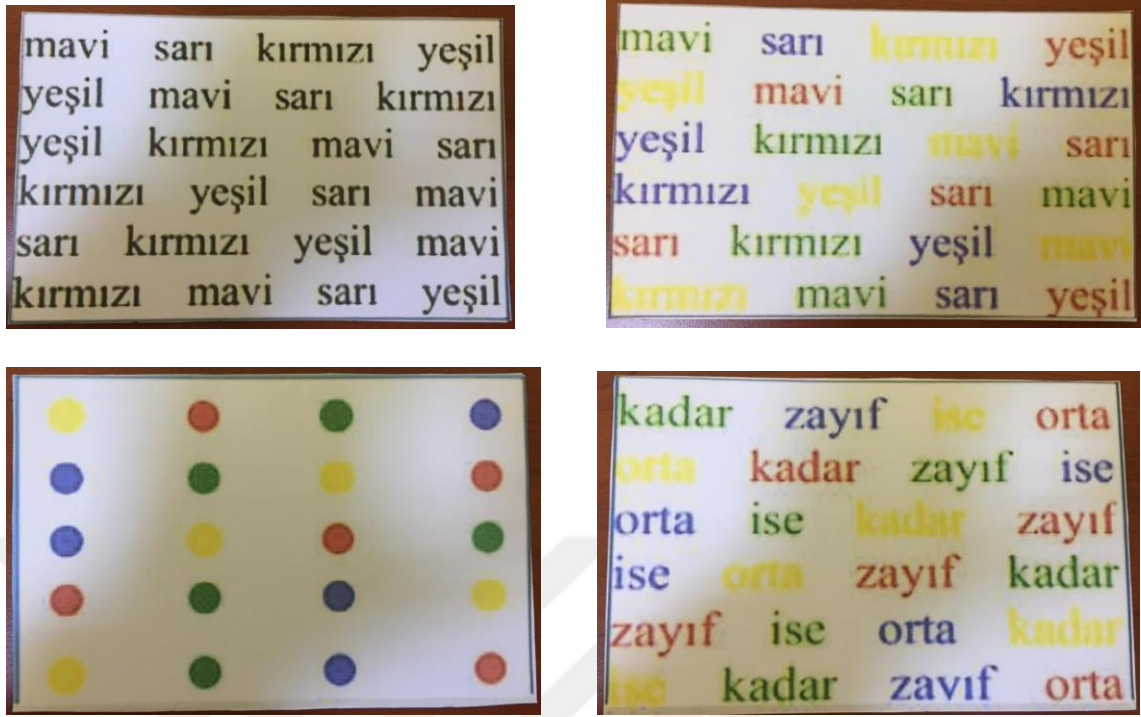 mavi sarı kırmızı yeşil
yeşil mavi sarı kırmızı
yeşil kırmızı mavi sarı
kırmızı yeşil sarı mavi
sarı kırmızı yeşil mavi
kırmızı mavi sarı yeşil
mavi sarı kırmızı yeşil
yeşil mavi sarı kırmızı
yeşil kırmızı mavi sarı
kırmızı yeşil sarı mavi
sarı kırmızı yeşil mavi
kırmızı mavi sarı yeşil
kadar zayıf ise orta
orta kadar zayıf ise
orta ise kadar zayıf
ise orta zayıf kadar
zayıf ise orta kadar
ise kadar zayıf orta